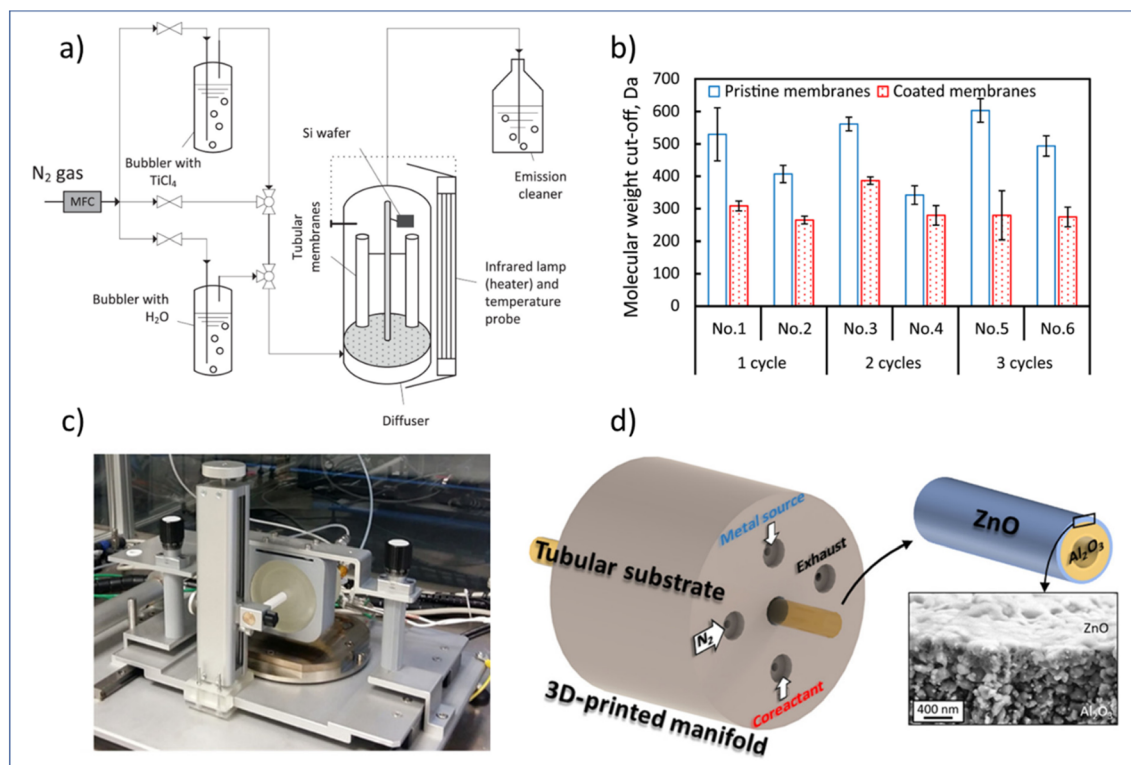 a)
N₂ gas
MFC
Bubbler with
TiCl₄
Bubbler with
H₂O
Si wafer
Tubular
membranes
Infrared lamp
(heater) and
temperature
probe
Diffuser
Emission
cleaner
b)
Molecular weight cut-off, Da
700
600
500
400
300
200
100
0
Pristine membranes
Coated membranes
No.1
No.2
No.3
No.4
No.5
No.6
1 cycle
2 cycles
3 cycles
c)
d)
Metal source
Exhaust
Tubular substrate
N₂
Coreactant
3D-printed manifold
ZnO
Al₂O₃
ZnO
400 nm
Al₂O₃